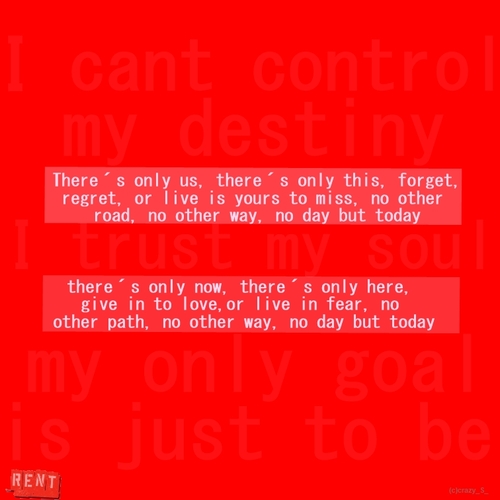 I cant control
my destiny
There´s only us, there´s only this, forget,
regret, or live is yours to miss, no other
road, no other way, no day but today
I trust my soul
there´s only now, there´s only here,
give in to love,or live in fear, no
other path, no other way, no day but today
my only goal
is just to be
RENT
(c)crazy_S_